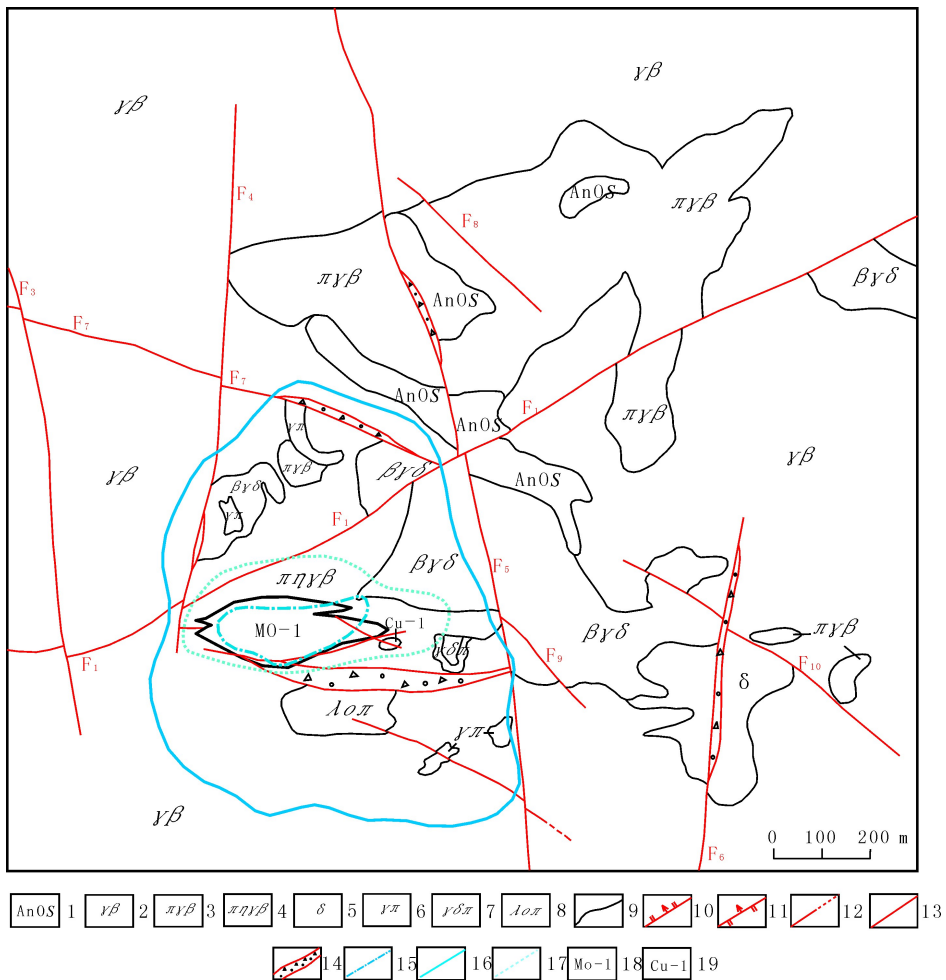 γβ
γβ
AnOS
πγβ
F4
F8
πγβ
AnOS
βγδ
F3
F7
F7
AnOS
AnOS
F1
πγβ
γπ
γβ
πγβ
βγδ
AnOS
γβ
βγδ
γπ
F1
F5
πηγβ
βγδ
MO-1
Cu-1
γδπ
βγδ
πγβ
F1
F9
F10
δ
λοπ
γπ
γβ
0 100 200 m
F6
AnOS 1 γβ 2 πγβ 3 πηγβ 4 δ 5 γπ 6 γδπ 7 λοπ 8 9 10 11 12 13
14 15 16 17 Mo-1 18 Cu-1 19